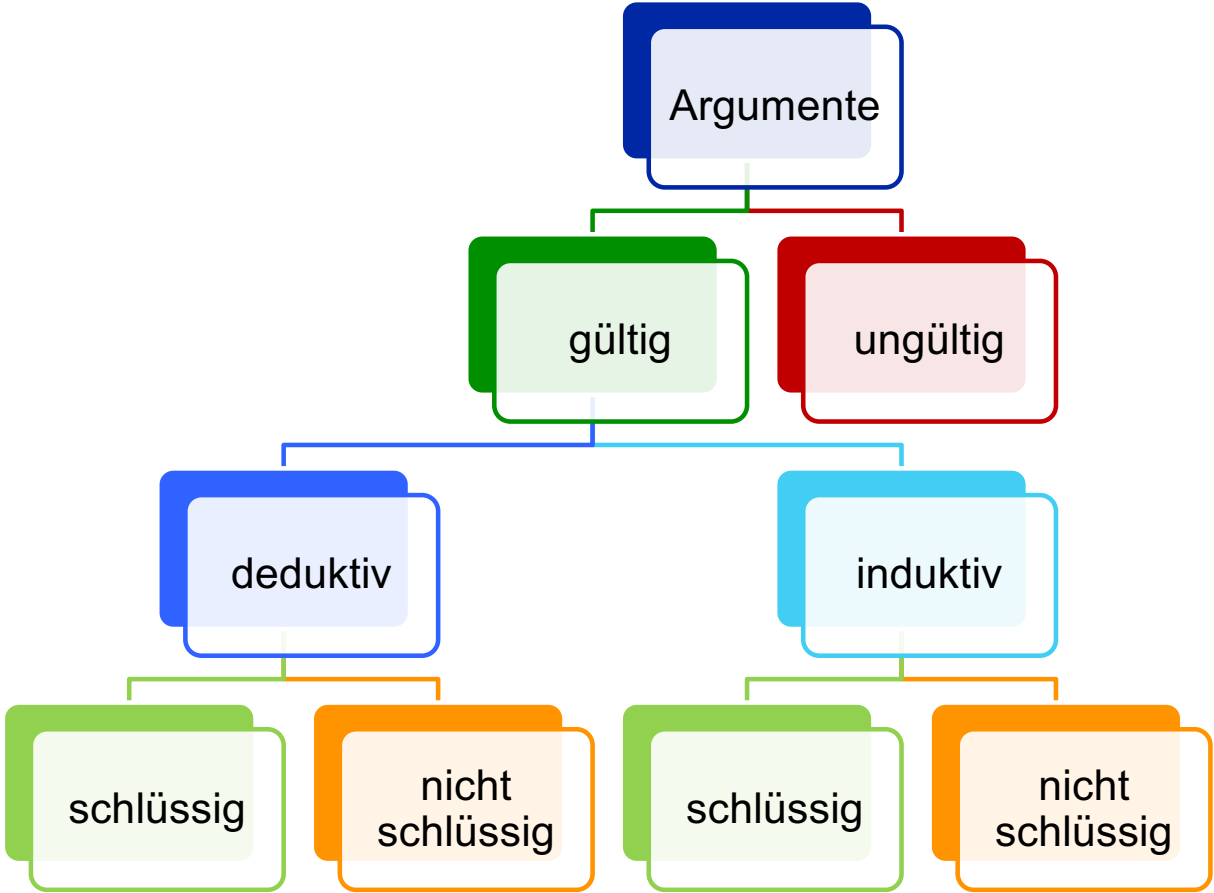 Argumente
gültig
ungültig
deduktiv
induktiv
schlüssig
nicht
schlüssig
schlüssig
nicht
schlüssig